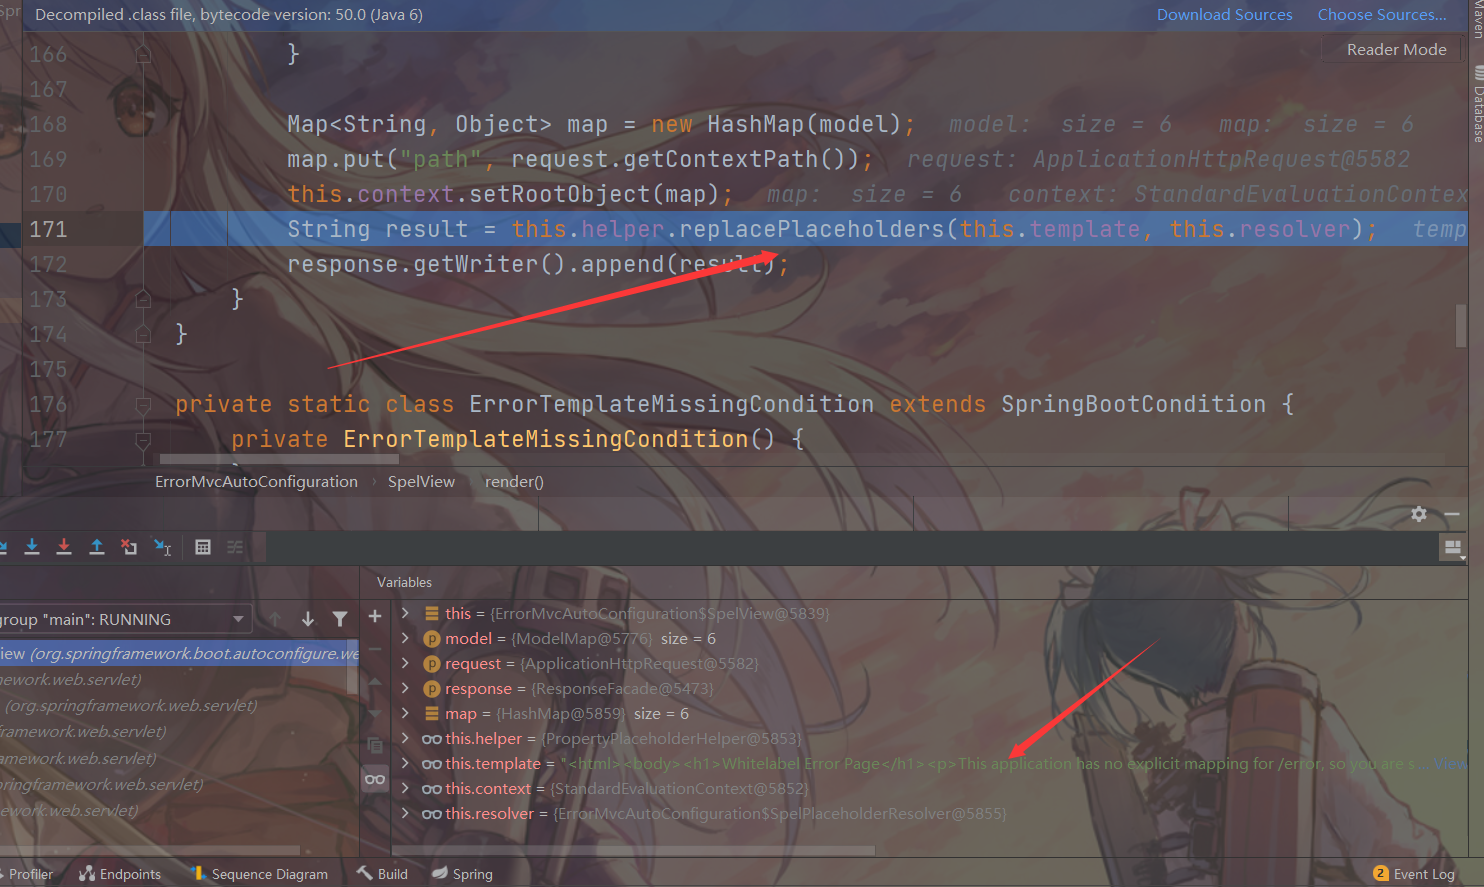 Spr
Decompiled .class file, bytecode version: 50.0 (Java 6)
Download Sources
Choose Sources...
Maven
Reader Mode
Database
166 }
167
168 Map<String, Object> map = new HashMap(model); model: size = 6 map: size = 6
169 map.put("path", request.getContextPath()); request: ApplicationHttpRequest@5582
170 this.context.setRootObject(map); map: size = 6 context: StandardEvaluationContex
171 String result = this.helper.replacePlaceholders(this.template, this.resolver); temp
172 response.getWriter().append(result);
173 }
174 }
175
176 private static class ErrorTemplateMissingCondition extends SpringBootCondition {
177 private ErrorTemplateMissingCondition() {
ErrorMvcAutoConfiguration › SpelView render()
Variables
group "main": RUNNING
iew (org.springframework.boot.autoconfigure.we
mework.web.servlet)
(org.springframework.web.servlet)
framework.web.servlet)
amework.web.servlet)
pringframework.web.servlet)
ework.web.servlet)
this = {ErrorMvcAutoConfiguration$SpelView@5839}
model = {ModelMap@5776} size = 6
request = {ApplicationHttpRequest@5582}
response = {ResponseFacade@5473}
map = {HashMap@5859} size = 6
this.helper = {PropertyPlaceholderHelper@5853}
this.template = "<html><body><h1>Whitelabel Error Page</h1><p>This application has no explicit mapping for /error, so you are s... View
this.context = {StandardEvaluationContext@5852}
this.resolver = {ErrorMvcAutoConfiguration$SpelPlaceholderResolver@5855}
Profiler
Endpoints
Sequence Diagram
Build
Spring
2 Event Log